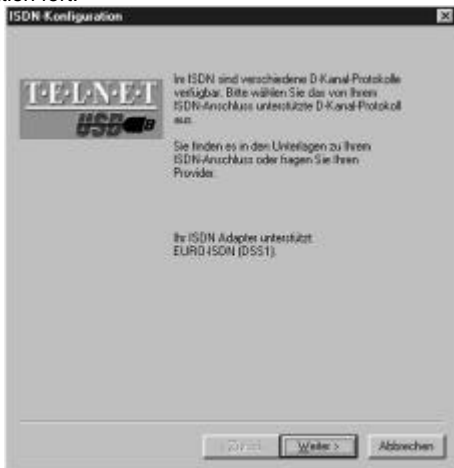 ISDN-Konfiguration
T·E·L·N·E·T
USB
Im ISDN sind verschiedene D-Kanal-Protokolle
verfügbar. Bitte wählen Sie das von Ihrem
ISDN-Anschluss unterstützte D-Kanal-Protokoll
aus.
Sie finden es in den Unterlagen zu Ihrem
ISDN-Anschluss oder fragen Sie Ihren
Provider.
Ihr ISDN Adapter unterstützt:
EURO-ISDN (DSS1).
< Zurück
Weiter >
Abbrechen